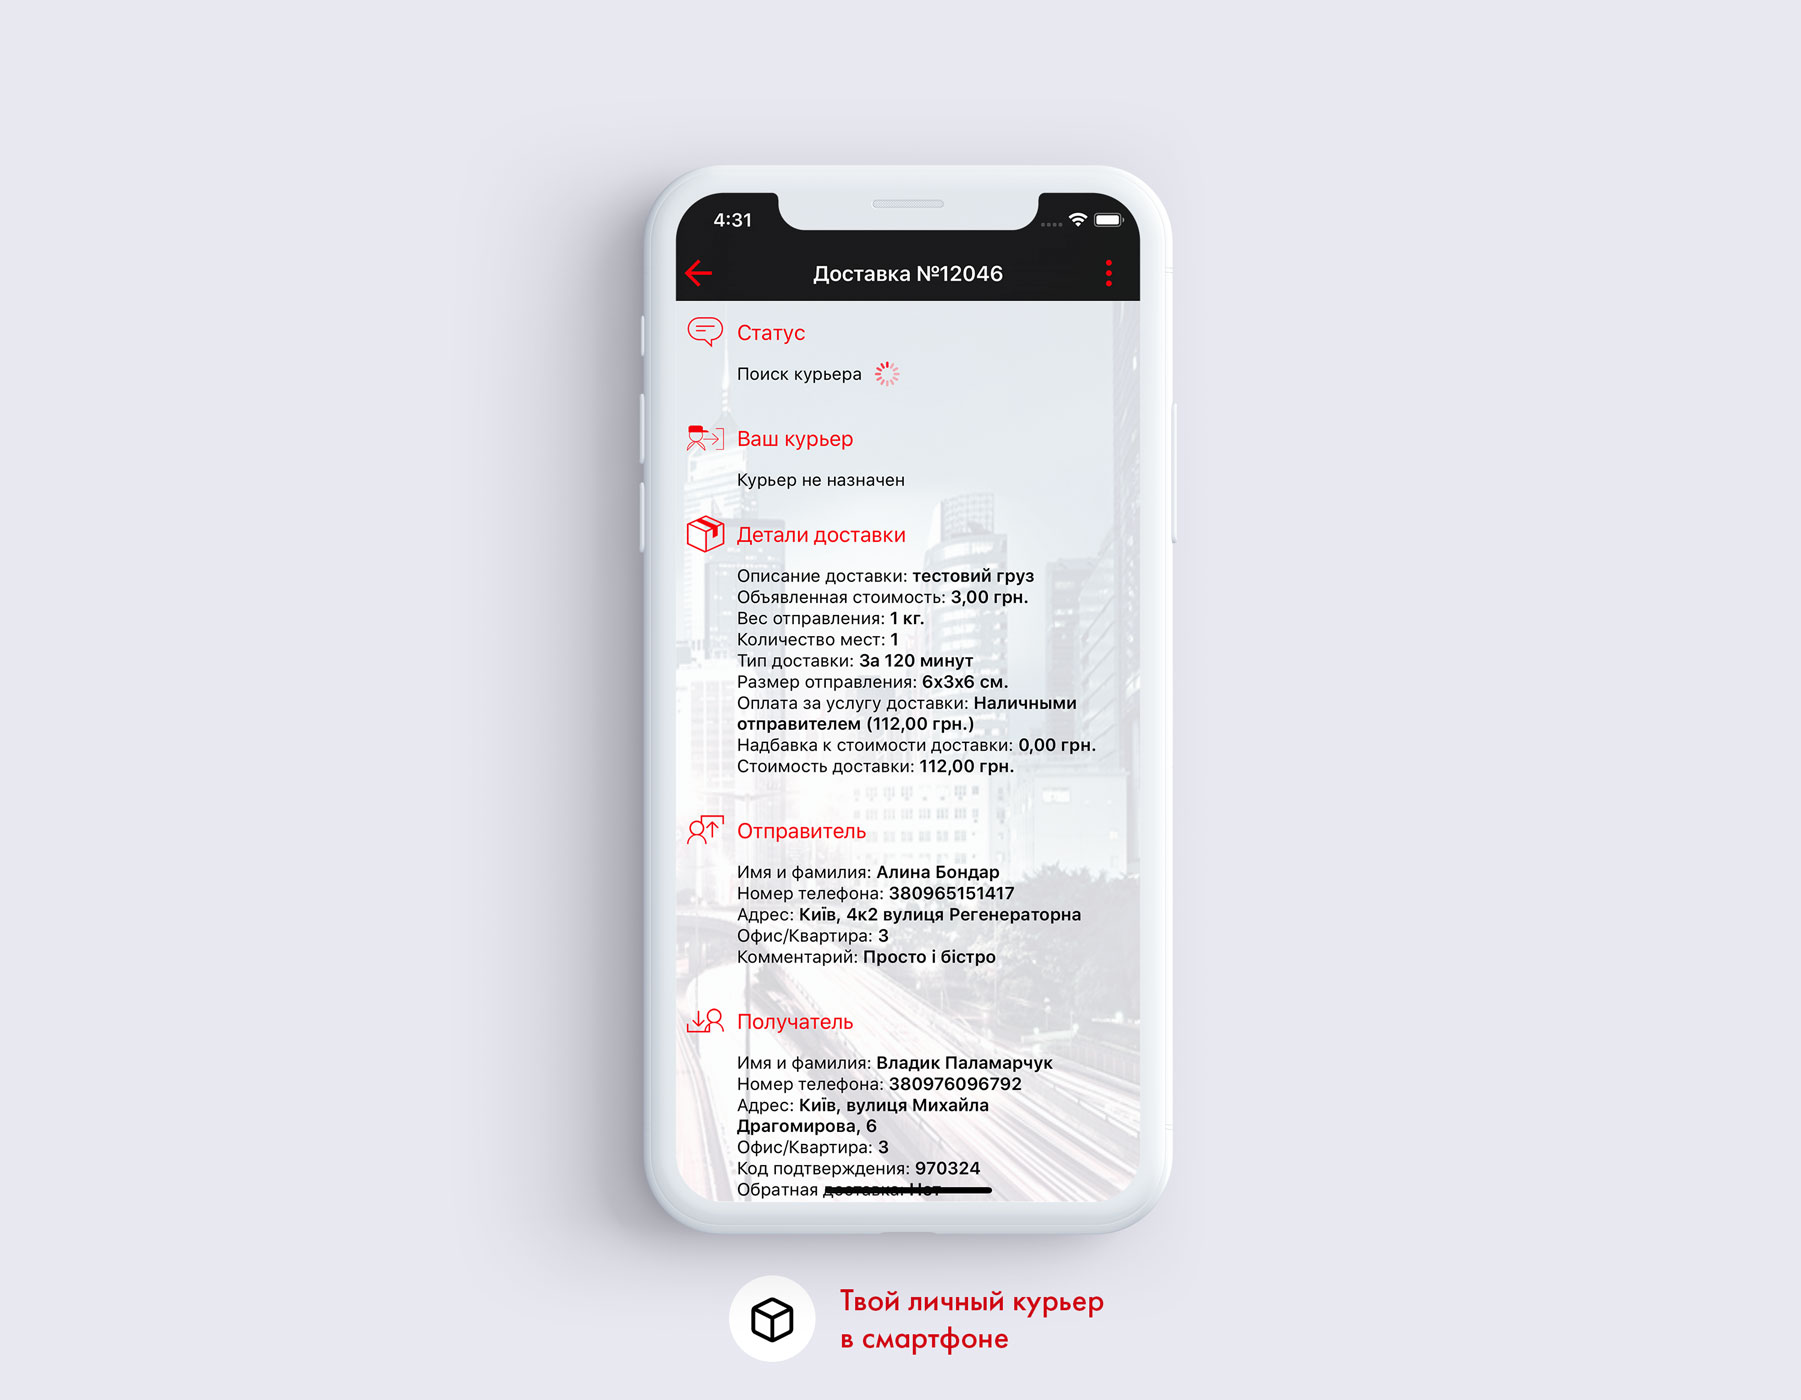 4:31
Доставка №12046
Статус
Поиск курьера
Ваш курьер
Курьер не назначен
Детали доставки
Описание доставки: тестовий груз
Объявленная стоимость: 3,00 грн.
Вес отправления: 1 кг.
Количество мест: 1
Тип доставки: За 120 минут
Размер отправления: 6x3x6 см.
Оплата за услугу доставки: Наличными
отправителем (112,00 грн.)
Надбавка к стоимости доставки: 0,00 грн.
Стоимость доставки: 112,00 грн.
Отправитель
Имя и фамилия: Алина Бондар
Номер телефона: 380965151417
Адрес: Київ, 4к2 вулиця Регенераторна
Офис/Квартира: 3
Комментарий: Просто і бістро
Получатель
Имя и фамилия: Владик Паламарчук
Номер телефона: 380976096792
Адрес: Київ, вулиця Михайла
Драгомирова, 6
Офис/Квартира: 3
Код подтверждения: 970324
Обратная доставка: Нет
Твой личный курьер
в смартфоне